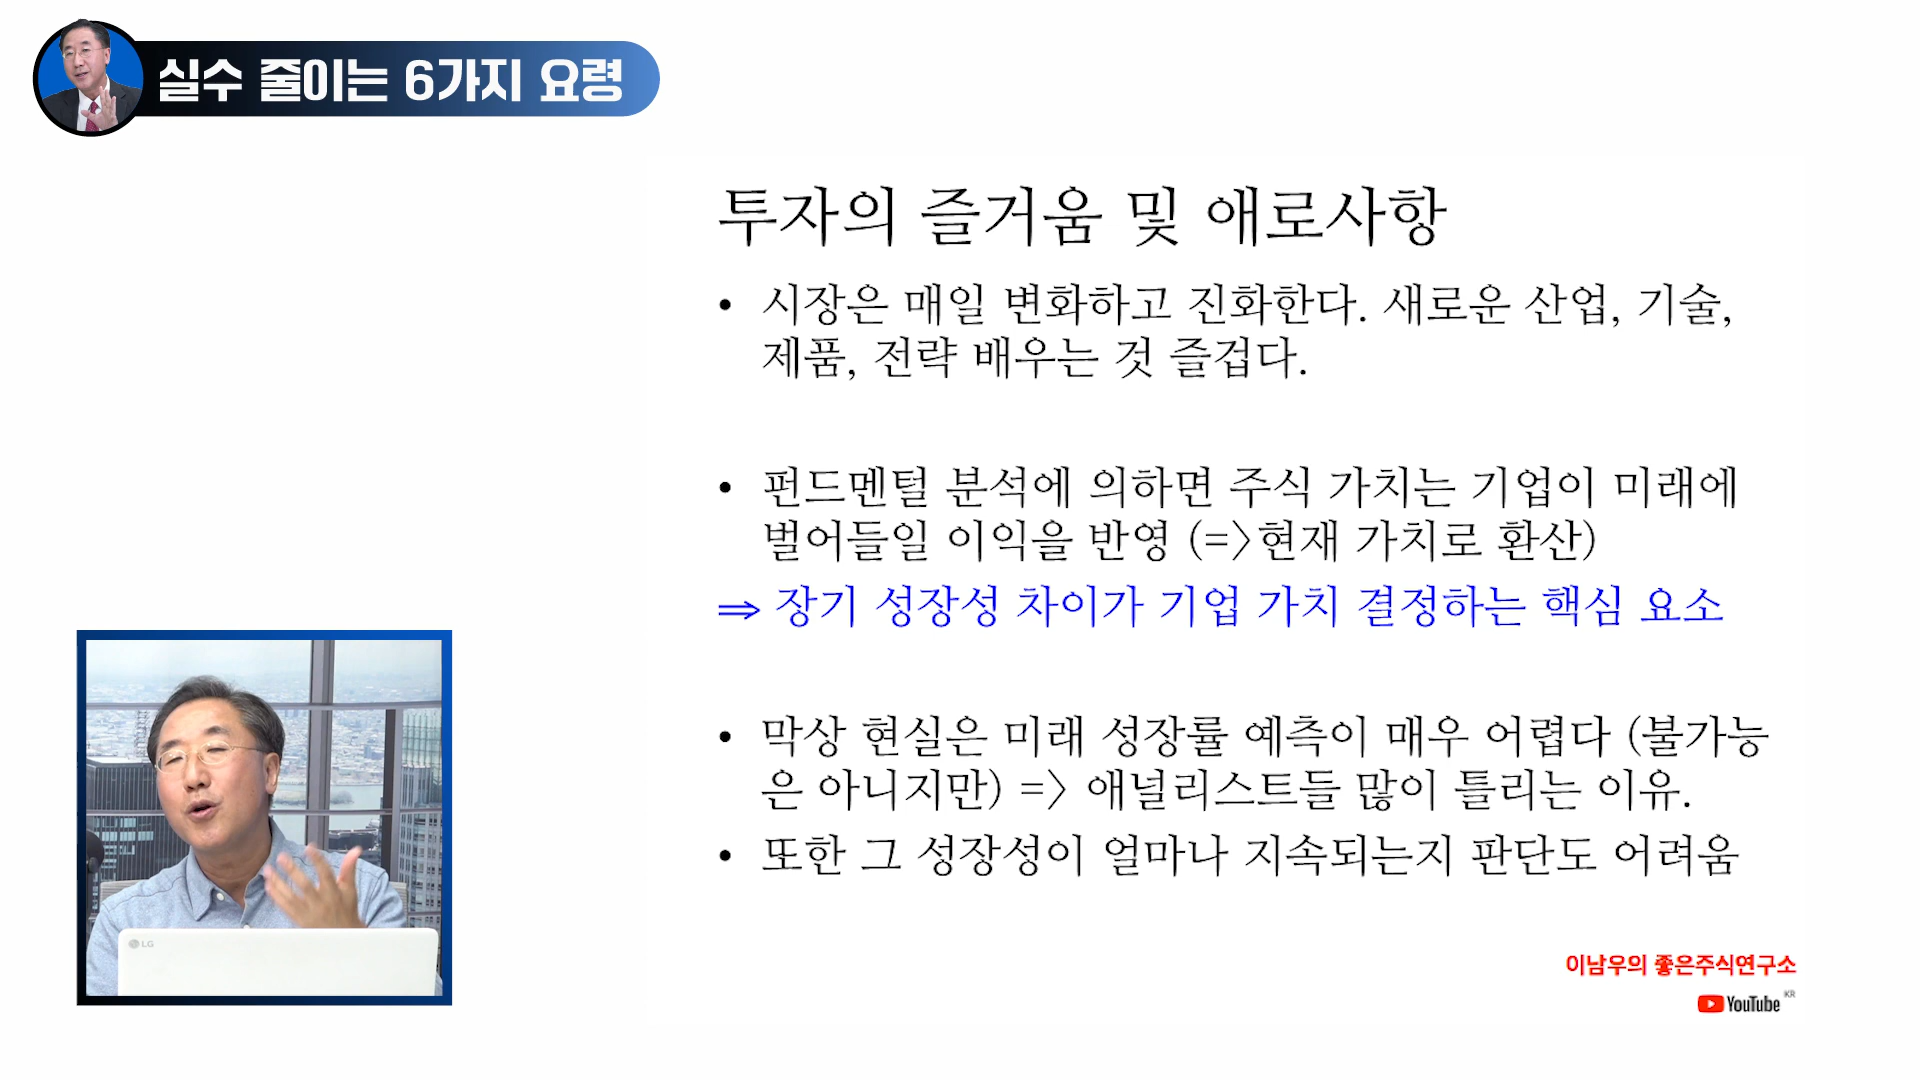 실수 줄이는 6가지 요령
투자의 즐거움 및 애로사항
• 시장은 매일 변화하고 진화한다. 새로운 산업, 기술,
제품, 전략 배우는 것 즐겁다.
• 펀드멘털 분석에 의하면 주식 가치는 기업이 미래에
벌어들일 이익을 반영 (=>현재 가치로 환산)
⇒ 장기 성장성 차이가 기업 가치 결정하는 핵심 요소
• 막상 현실은 미래 성장률 예측이 매우 어렵다 (불가능
은 아니지만) => 애널리스트들 많이 틀리는 이유.
• 또한 그 성장성이 얼마나 지속되는지 판단도 어려움
LG
이남우의 좋은주식연구소
YouTube KR